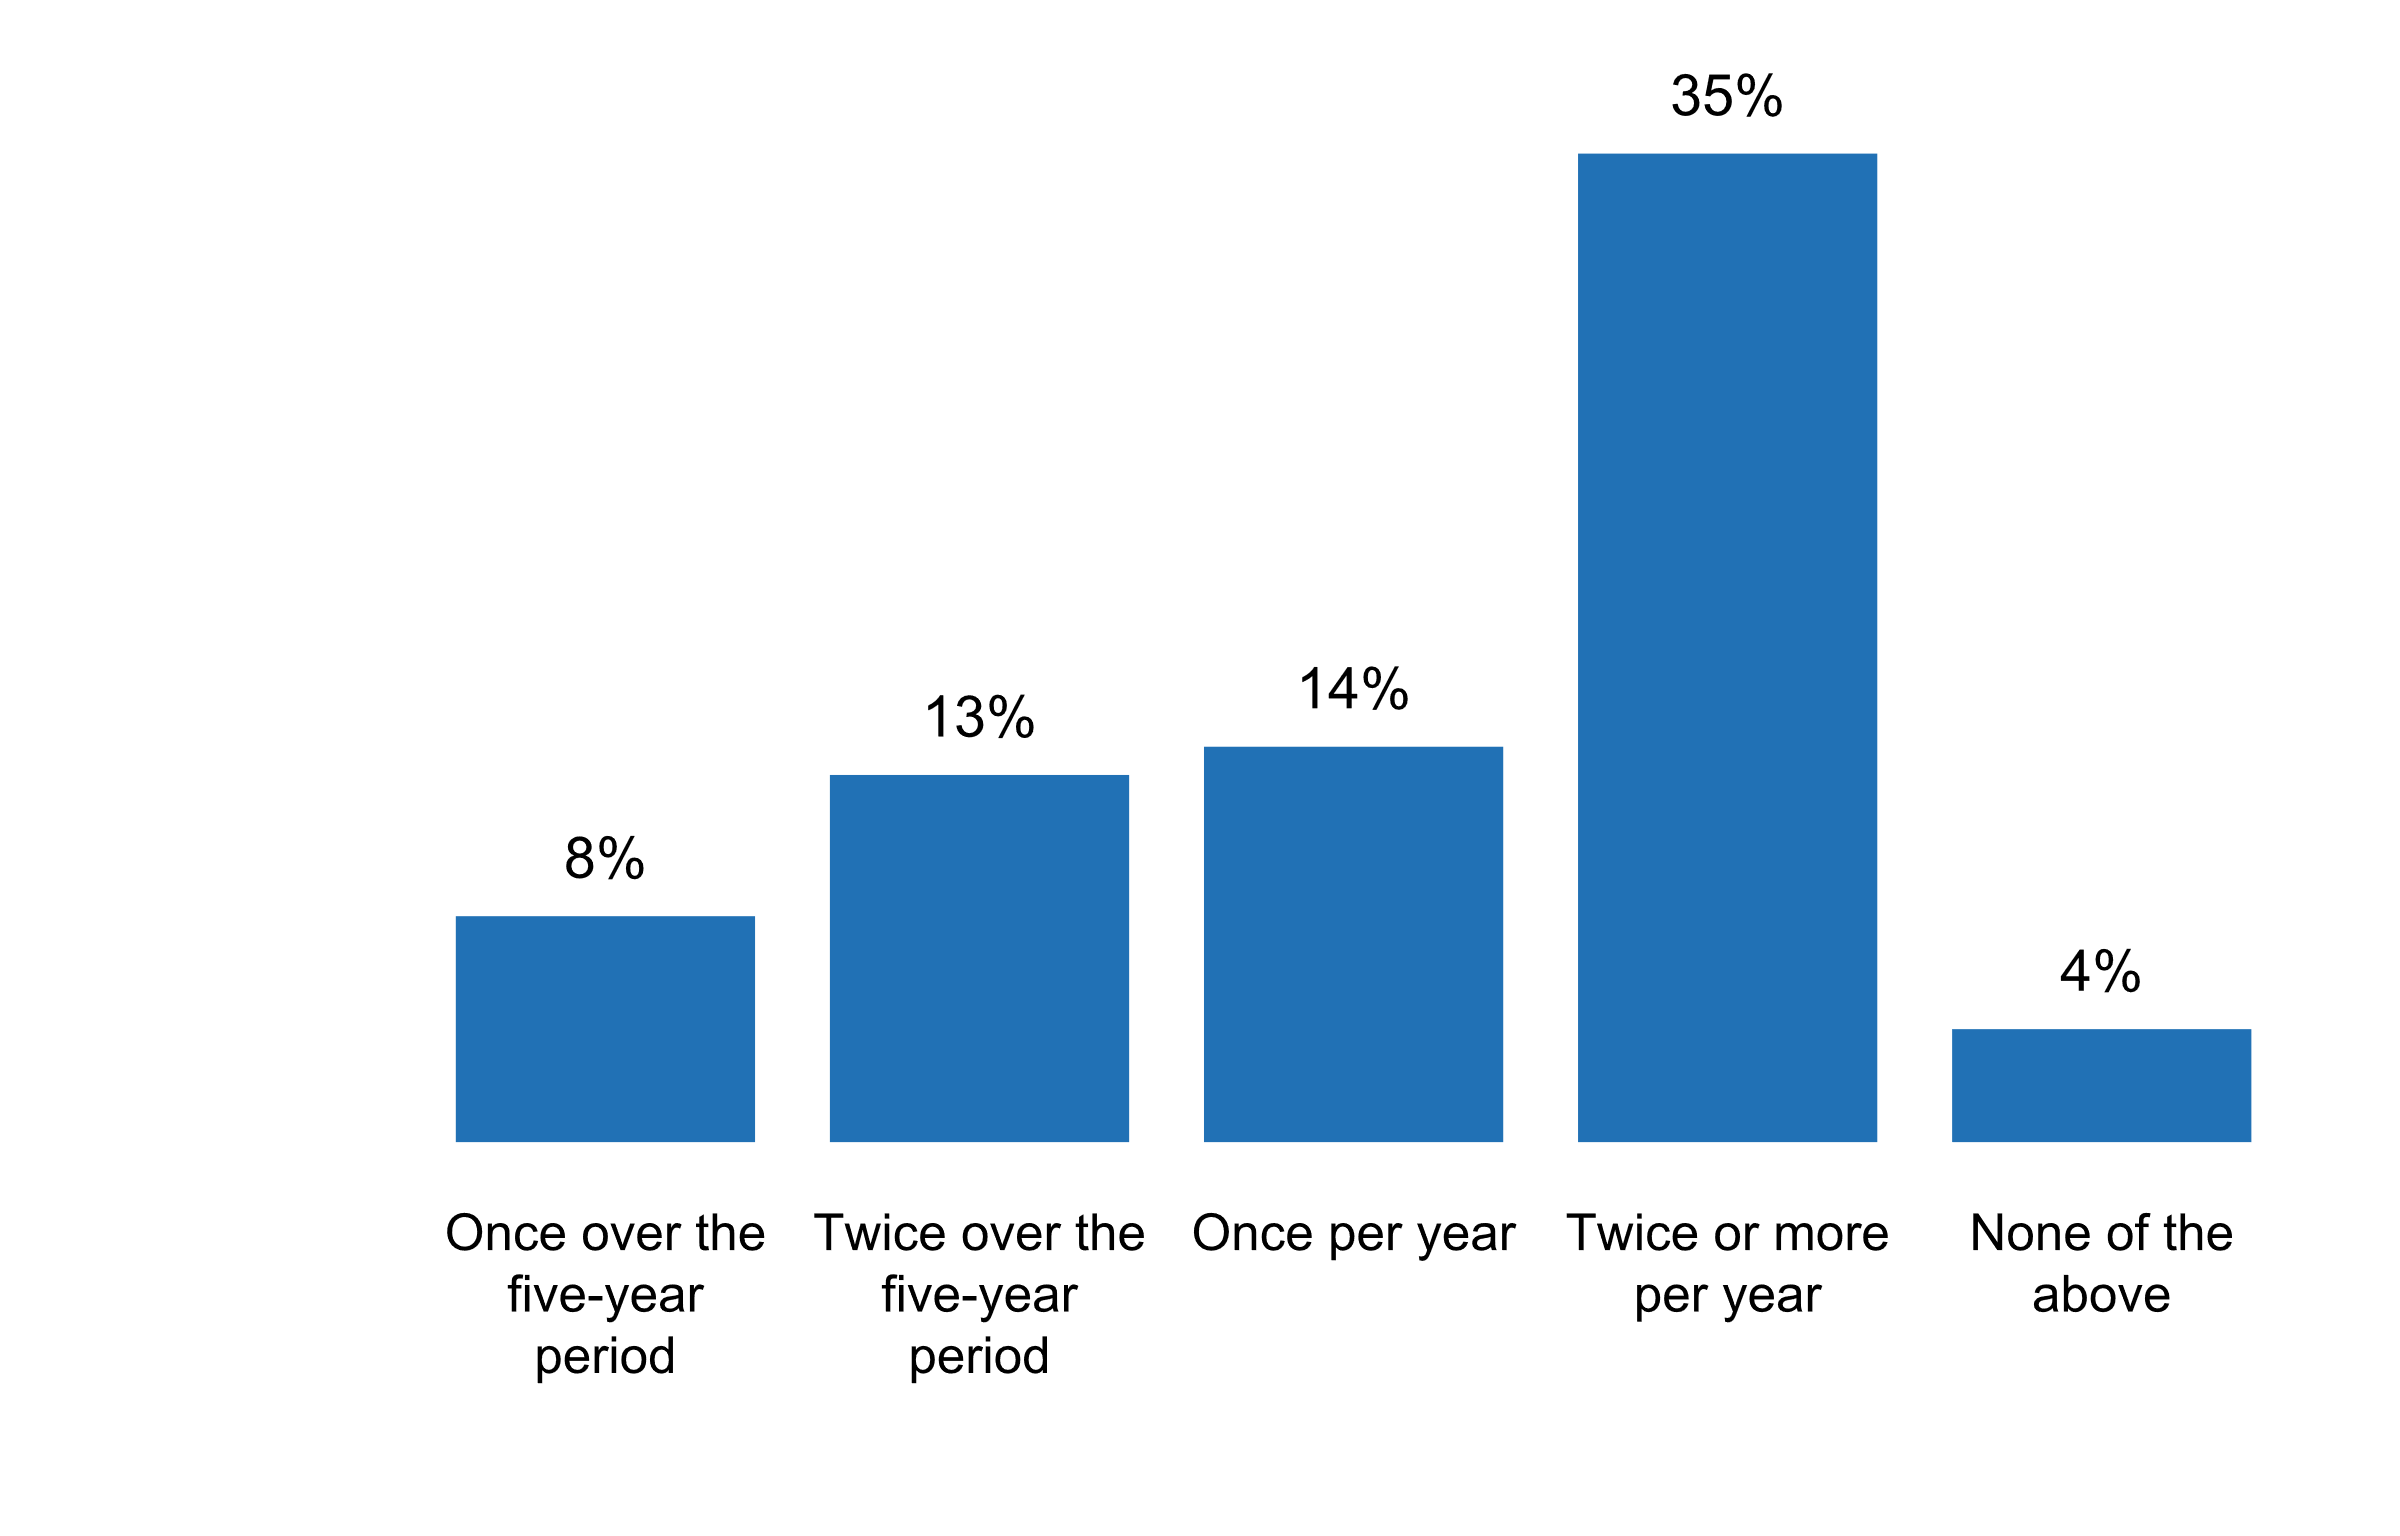 35%
14%
13%
8%
4%
Once over the
five-year
period
Twice over the
five-year
period
Once per year
Twice or more
per year
None of the
above